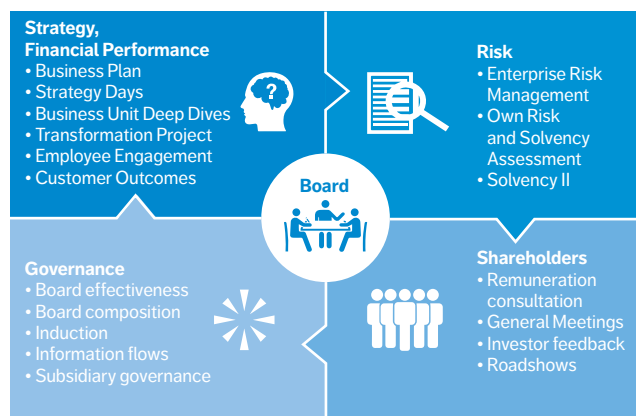 Strategy,
Financial Performance
• Business Plan
• Strategy Days
• Business Unit Deep Dives
• Transformation Project
• Employee Engagement
• Customer Outcomes
?
Risk
• Enterprise Risk
Management
• Own Risk
and Solvency
Assessment
• Solvency II
Board
Governance
• Board effectiveness
• Board composition
• Induction
• Information flows
• Subsidiary governance
Shareholders
• Remuneration
consultation
• General Meetings
• Investor feedback
• Roadshows